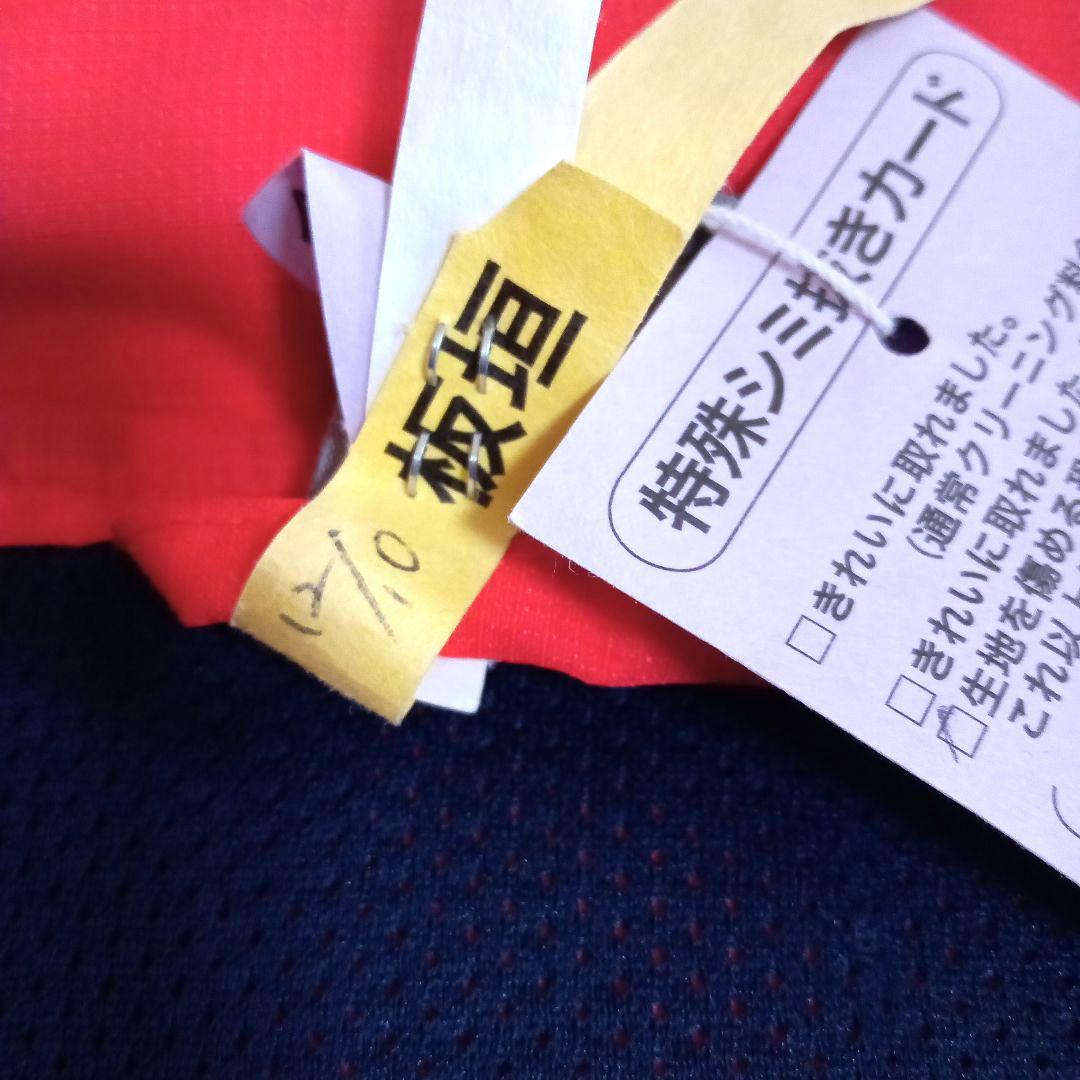 板垣
12/10
特殊シミ抜きカード
□きれいに取れました。
(通常クリーニング料
□きれいに取れました
☑生地を傷める
これ以上